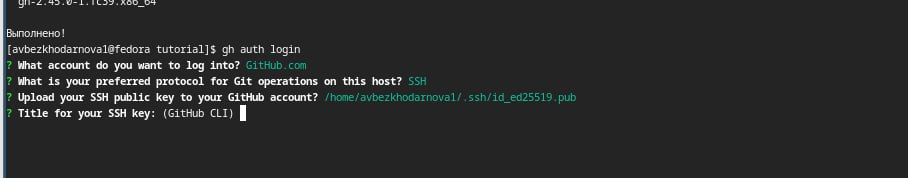 gh-2.45.0-1.fc39.x86_64
Выполнено!
[avbezkhodarnova1@fedora tutorial]$ gh auth login
? What account do you want to log into? GitHub.com
? What is your preferred protocol for Git operations on this host? SSH
? Upload your SSH public key to your GitHub account? /home/avbezkhodarnova1/.ssh/id_ed25519.pub
? Title for your SSH key: (GitHub CLI)